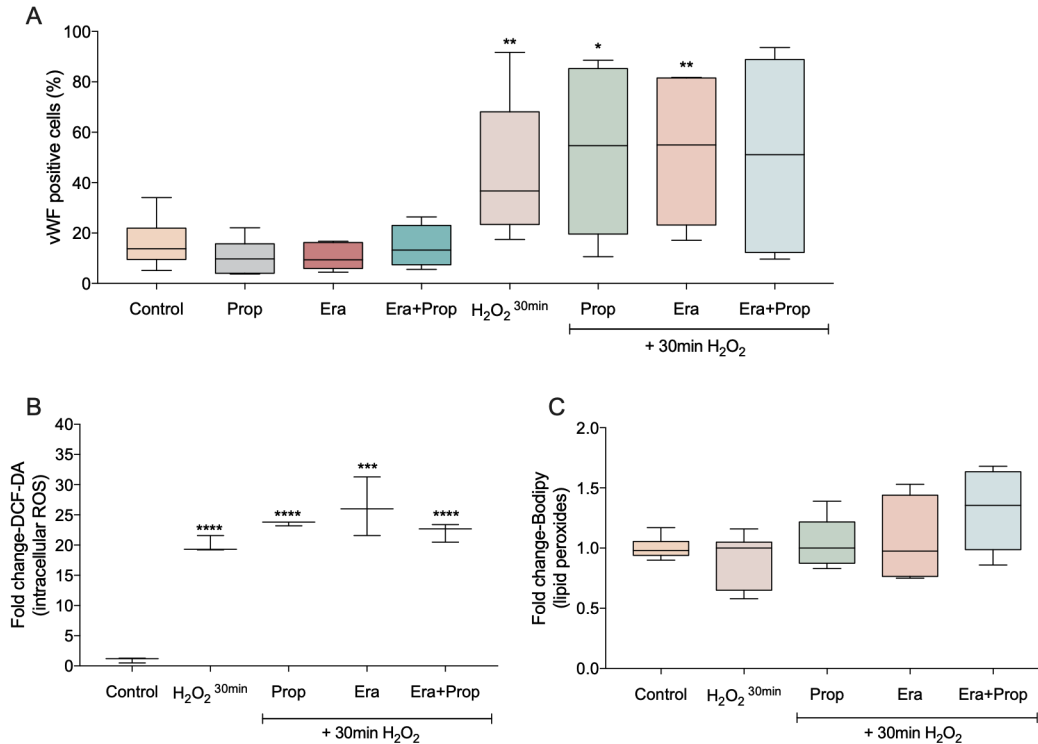 A
vWF positive cells (%)
100
80
60
40
20
0
**
*
**
Control
Prop
Era
Era+Prop
H₂O₂ 30min
Prop
Era
Era+Prop
+ 30min H₂O₂
B
Fold change-DCF-DA
(intracellular ROS)
40
35
30
25
20
15
10
5
0
****
****
***
****
Control
H₂O₂ 30min
Prop
Era
Era+Prop
+ 30min H₂O₂
C
Fold change-Bodipy
(lipid peroxides)
2.0
1.5
1.0
0.5
0.0
Control
H₂O₂ 30min
Prop
Era
Era+Prop
+ 30min H₂O₂